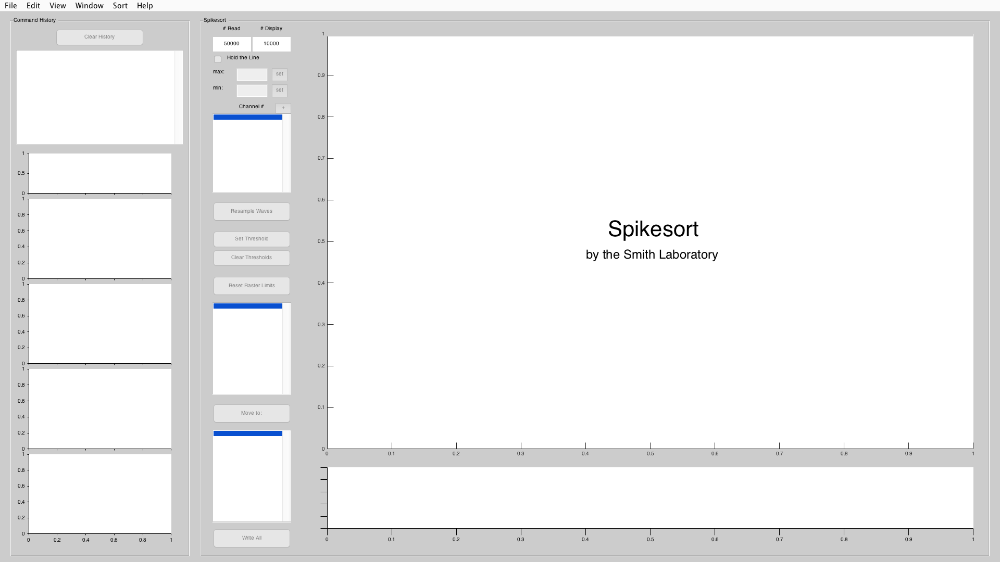 File Edit View Window Sort Help
Command History
Clear History
1
0.5
0
1
0.8
0.6
0.4
0.2
0
1
0.8
0.6
0.4
0.2
0
1
0.8
0.6
0.4
0.2
0
1
0.8
0.6
0.4
0.2
0
0 0.2 0.4 0.6 0.8 1
Spikesort
# Read # Display
50000 10000
Hold the Line
max: set
min: set
Channel # +
Resample Waves
Set Threshold
Clear Thresholds
Reset Raster Limits
Move to:
Write All
1
0.9
0.8
0.7
0.6
0.5
0.4
0.3
0.2
0.1
0
Spikesort
by the Smith Laboratory
0 0.1 0.2 0.3 0.4 0.5 0.6 0.7 0.8 0.9 1
0 0.1 0.2 0.3 0.4 0.5 0.6 0.7 0.8 0.9 1